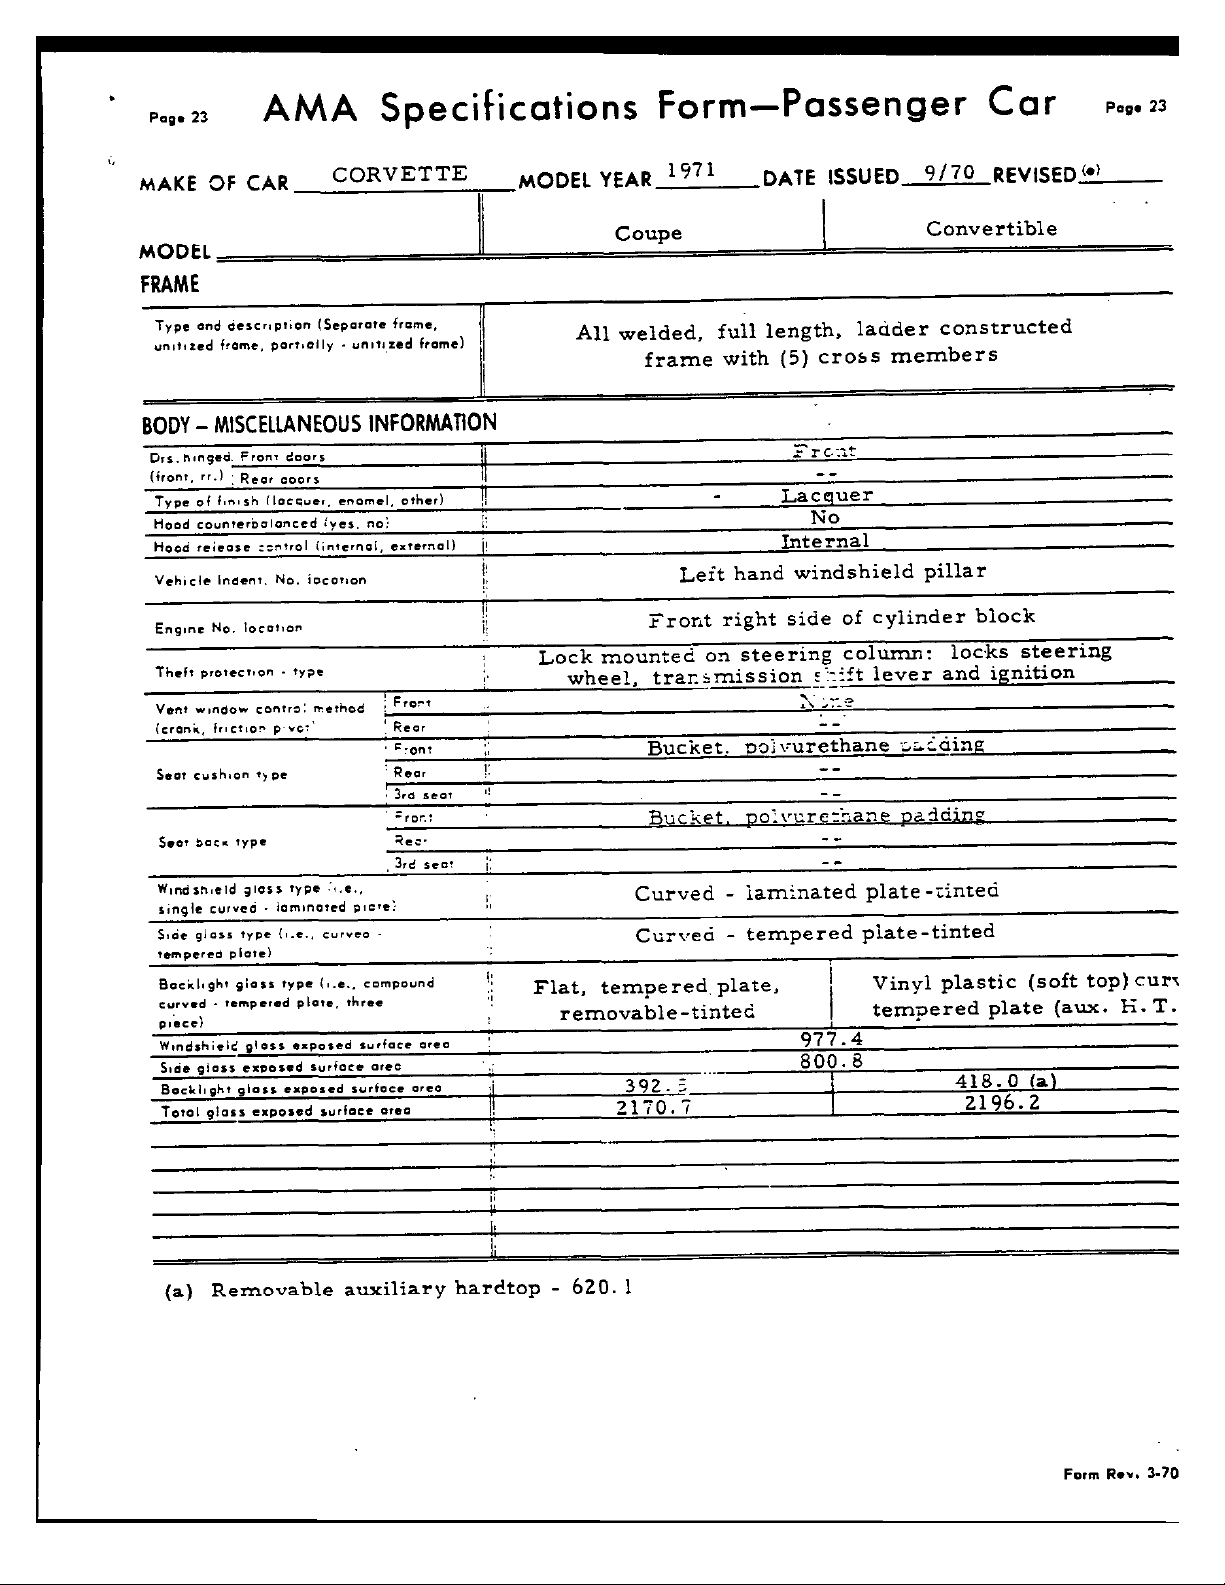 Page 23 AMA Specifications Form—Passenger Car Page 23
MAKE OF CAR CORVETTE MODEL YEAR 1971 DATE ISSUED 9/70 REVISED (•)
MODEL Coupe Convertible
FRAME
Type and description (Separate frame,
unitized frame, partially - unitized frame)
All welded, full length, ladder constructed
frame with (5) cross members
BODY – MISCELLANEOUS INFORMATION
Drs. hinged. Front doors Front
(front, rr.) : Rear doors --
Type of finish (lacquer, enamel, other) - Lacquer
Hood counterbalanced (yes, no) No
Hood release control (internal, external) Internal
Vehicle Indent. No. location Left hand windshield pillar
Engine No. location Front right side of cylinder block
Theft protection - type
Lock mounted on steering column: locks steering
wheel, transmission shift lever and ignition
Vent window control method Front None
(crank, friction pivot) Rear --
Seat cushion type
Front Bucket, polyurethane padding
Rear --
3rd seat --
Seat back type
Front Bucket, polyurethane padding
Rear --
3rd seat --
Windshield glass type (i.e.,
single curved - laminated plate)
Curved - laminated plate-tinted
Side glass type (i.e., curved -
tempered plate)
Curved - tempered plate-tinted
Backlight glass type (i.e., compound
curved - tempered plate, three
piece)
Flat, tempered plate,
removable-tinted
Vinyl plastic (soft top) cur
tempered plate (aux. H.T.
Windshield glass exposed surface area 977.4
Side glass exposed surface area 800.8
Backlight glass exposed surface area 392.5 418.0 (a)
Total glass exposed surface area 2170.7 2196.2
(a) Removable auxiliary hardtop - 620.1
Form Rev. 3-70